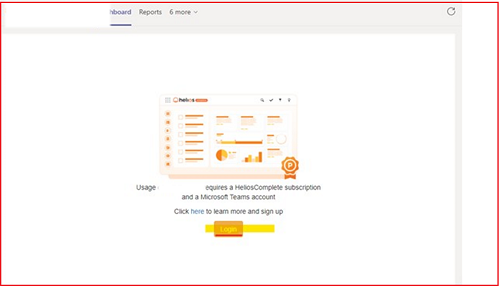 hboard Reports 6 more
helios
Usage equires a HeliosComplete subscription
and a Microsoft Teams account
Click here to learn more and sign up
Login